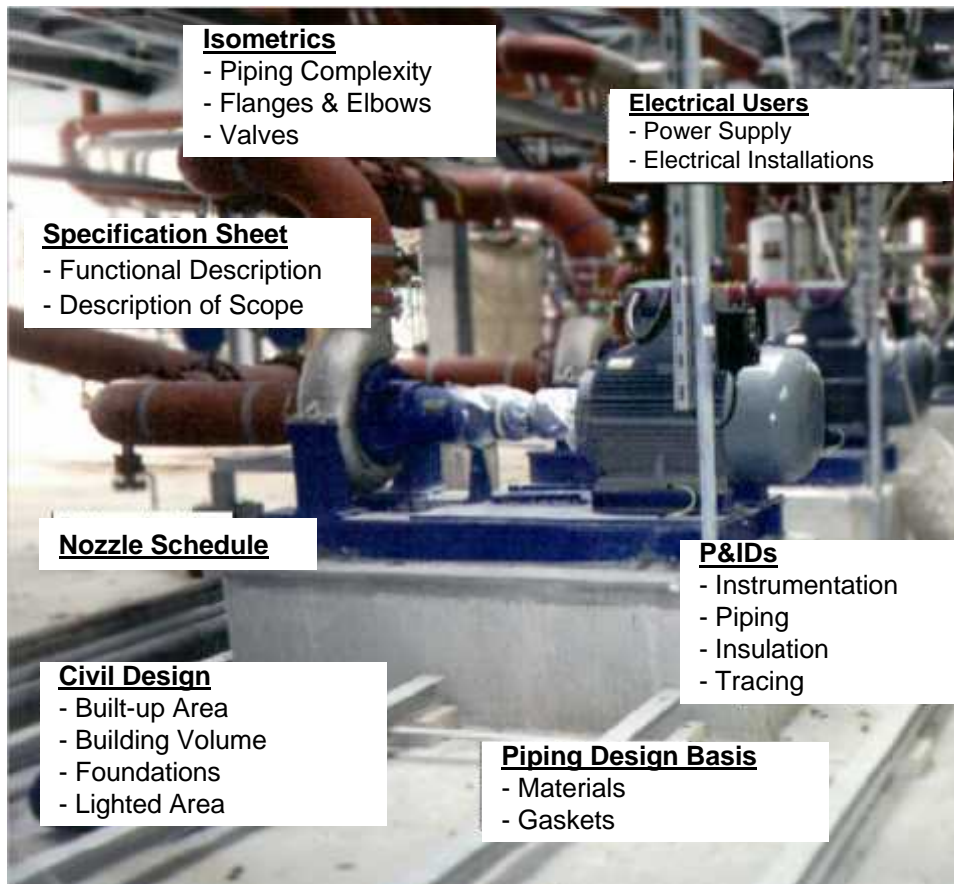 Isometrics
- Piping Complexity
- Flanges & Elbows
- Valves
Electrical Users
- Power Supply
- Electrical Installations
Specification Sheet
- Functional Description
- Description of Scope
Nozzle Schedule
P&IDs
- Instrumentation
- Piping
- Insulation
- Tracing
Civil Design
- Built-up Area
- Building Volume
- Foundations
- Lighted Area
Piping Design Basis
- Materials
- Gaskets